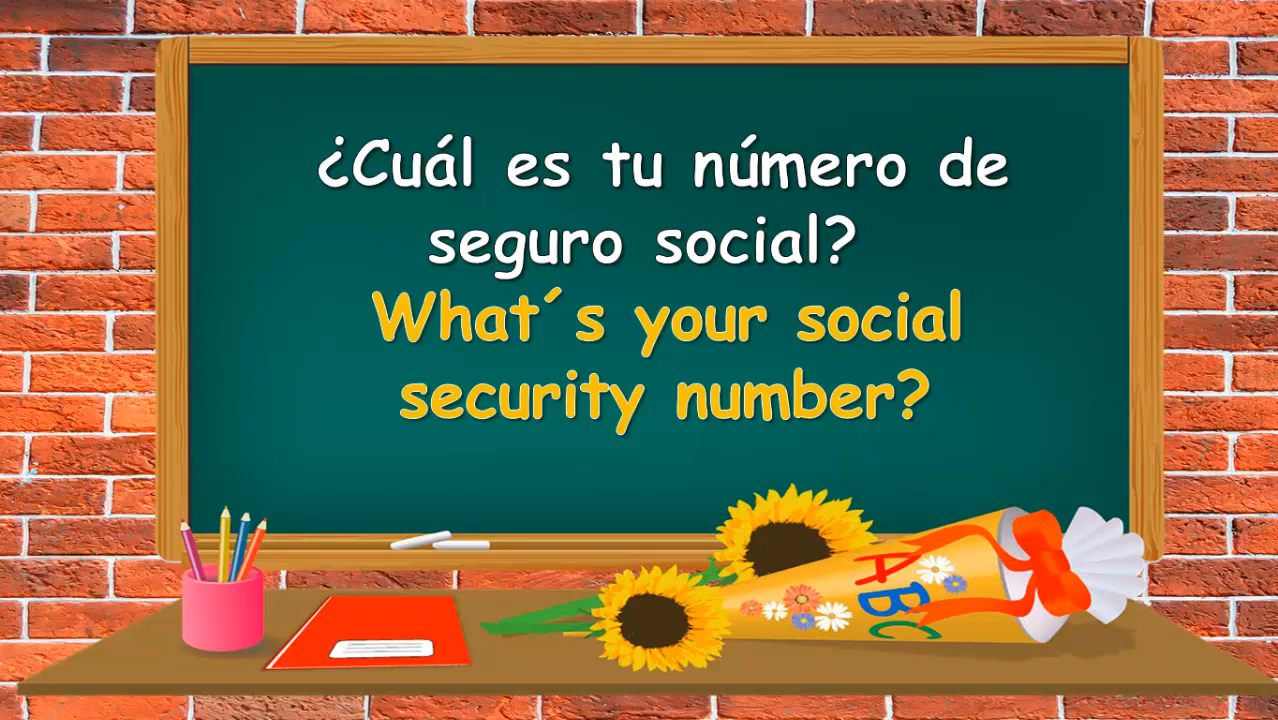 ¿Cuál es tu número de
seguro social?
What´s your social
security number?
ABC